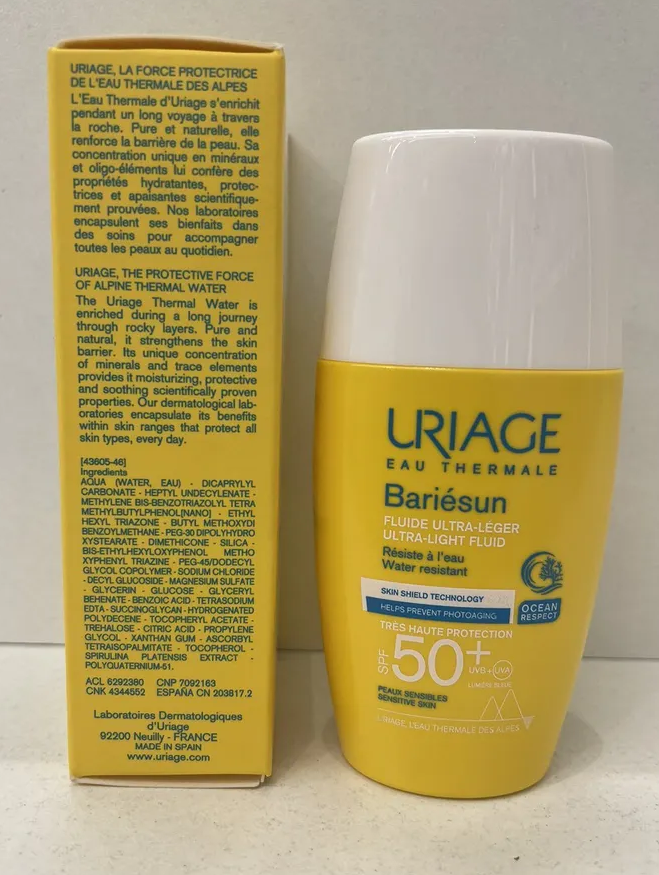 URIAGE, LA FORCE PROTECTRICE
DE L'EAU THERMALE DES ALPES
L'Eau Thermale d'Uriage s'enrichit
pendant un long voyage à travers
la roche. Pure et naturelle, elle
renforce la barrière de la peau. Sa
concentration unique en minéraux
et oligo-éléments lui confère des
propriétés hydratantes, protec-
trices et apaisantes scientifique-
ment prouvées. Nos laboratoires
encapsulent ses bienfaits dans
des soins pour accompagner
toutes les peaux au quotidien.
URIAGE, THE PROTECTIVE FORCE
OF ALPINE THERMAL WATER
The Uriage Thermal Water is
enriched during a long journey
through rocky layers. Pure and
natural, it strengthens the skin
barrier. Its unique concentration
of minerals and trace elements
provides it moisturizing, protective
and soothing scientifically proven
properties. Our dermatological lab-
oratories encapsulate its benefits
within skin ranges that protect all
skin types, every day.
[43605-46]
Ingredients
AQUA (WATER, EAU) - DICAPRYLYL
CARBONATE - HEPTYL UNDECYLENATE -
METHYLENE BIS-BENZOTRIAZOLYL TETRA
METHYLBUTYLPHENOL[NANO] - ETHYL
HEXYL TRIAZONE - BUTYL METHOXYDI
BENZOYLMETHANE - PEG-30 DIPOLYHYDRO
XYSTEARATE - DIMETHICONE - SILICA -
BIS-ETHYLHEXYLOXYPHENOL METHO
XYPHENYL TRIAZINE - PEG-45/DODECYL
GLYCOL COPOLYMER - SODIUM CHLORIDE
- DECYL GLUCOSIDE - MAGNESIUM SULFATE
- GLYCERIN - GLUCOSE - GLYCERYL
BEHENATE - BENZOIC ACID - TETRASODIUM
EDTA - SUCCINOGLYCAN - HYDROGENATED
POLYDECENE - TOCOPHERYL ACETATE -
TREHALOSE - CITRIC ACID - PROPYLENE
GLYCOL - XANTHAN GUM - ASCORBYL
TETRAISOPALMITATE - TOCOPHEROL -
SPIRULINA PLATENSIS EXTRACT -
POLYQUATERNIUM-51.
ACL 6292380 CNP 7092163
CNK 4344552 ESPAÑA CN 203817.2
Laboratoires Dermatologiques
d'Uriage
92200 Neuilly - FRANCE
MADE IN SPAIN
www.uriage.com
URIAGE
EAU THERMALE
Bariésun
FLUIDE ULTRA-LÉGER
ULTRA-LIGHT FLUID
Résiste à l'eau
Water resistant
OCEAN
RESPECT
SKIN SHIELD TECHNOLOGY
HELPS PREVENT PHOTOAGING
TRÈS HAUTE PROTECTION
SPF 50+ UVB + UVA
LUMIÈRE BLEUE
PEAUX SENSIBLES
SENSITIVE SKIN
URIAGE, L'EAU THERMALE DES ALPES